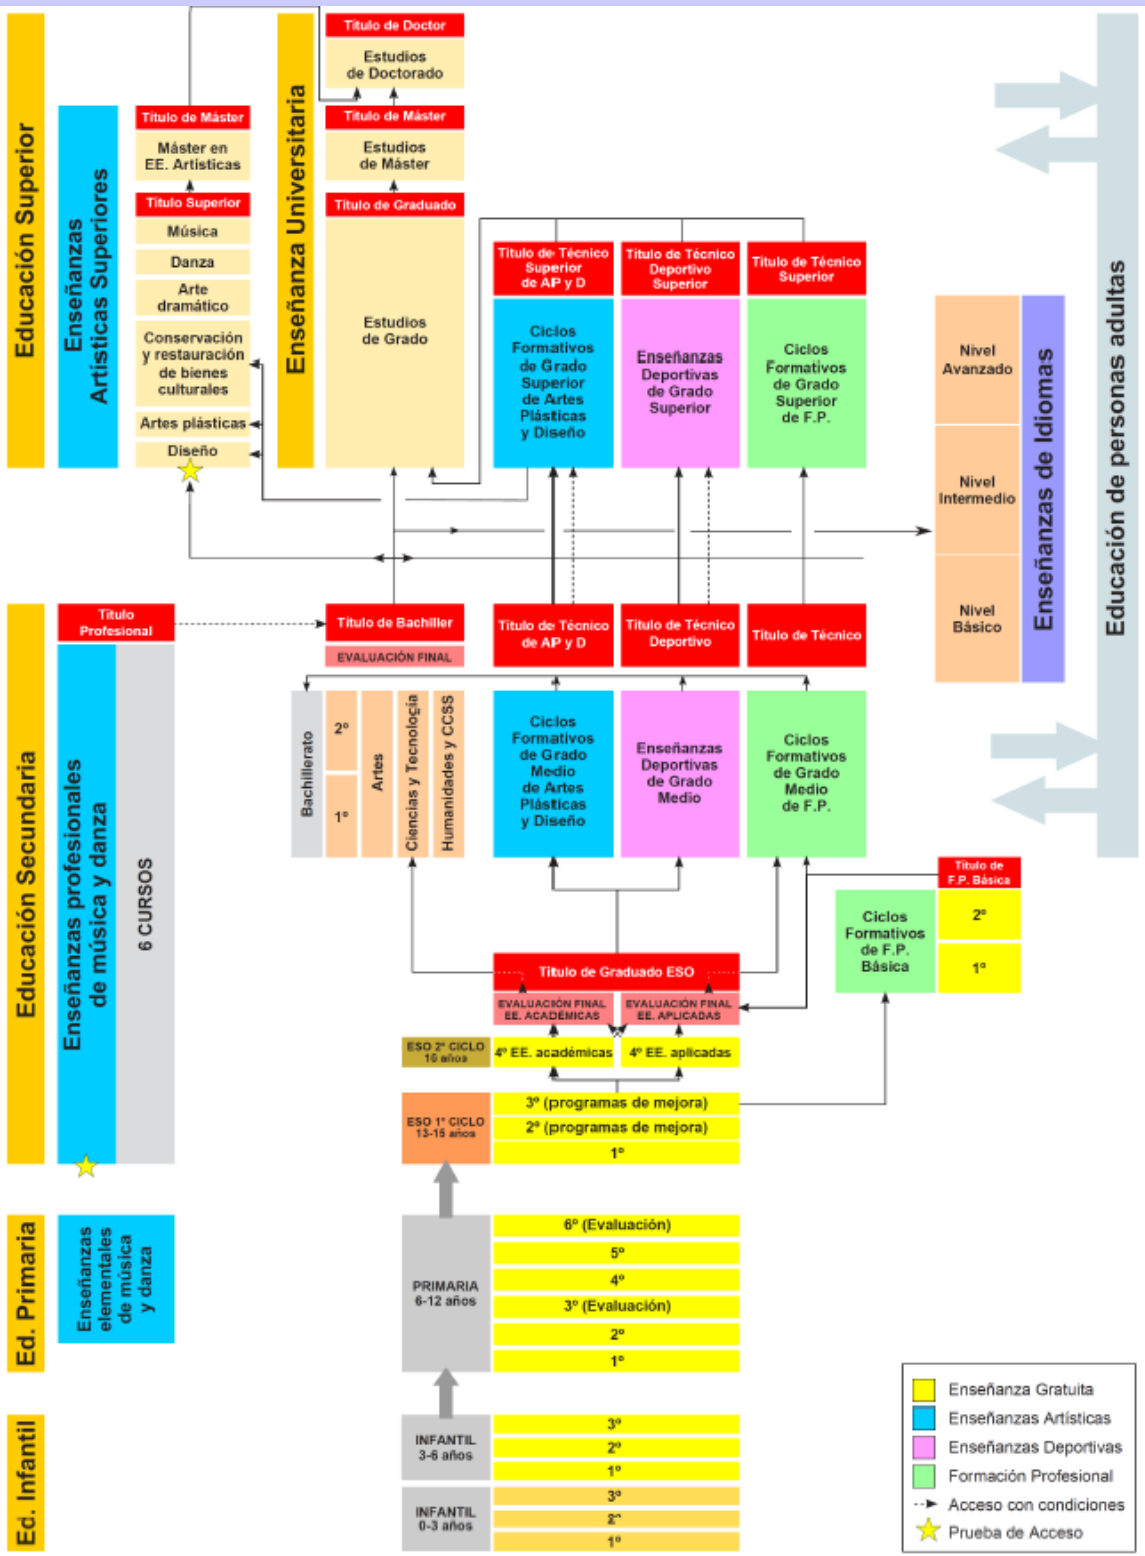 Educación Superior
Enseñanzas
Artísticas Superiores
Título de Máster
Máster en
EE. Artísticas
Título Superior
Música
Danza
Arte
dramático
Conservación
y restauración
de bienes
culturales
Artes plásticas
Diseño
Enseñanza Universitaria
Título de Doctor
Estudios
de Doctorado
Título de Máster
Estudios
de Máster
Título de Graduado
Estudios
de Grado
Título de Técnico
Superior
de AP y D
Ciclos
Formativos
de Grado
Superior
de Artes
Plásticas
y Diseño
Título de Técnico
Deportivo
Superior
Enseñanzas
Deportivas
de Grado
Superior
Título de Técnico
Superior
Ciclos
Formativos
de Grado
Superior
de F.P.
Nivel
Avanzado
Nivel
Intermedio
Nivel
Básico
Enseñanzas de Idiomas
Educación de personas adultas
Educación Secundaria
Título
Profesional
Enseñanzas profesionales
de música y danza
6 CURSOS
Título de Bachiller
EVALUACIÓN FINAL
Bachillerato
2º
1º
Artes
Ciencias y Tecnología
Humanidades y CCSS
Título de Técnico
de AP y D
Ciclos
Formativos
de Grado
Medio
de Artes
Plásticas
y Diseño
Título de Técnico
Deportivo
Enseñanzas
Deportivas
de Grado
Medio
Título de Técnico
Ciclos
Formativos
de Grado
Medio
de F.P.
Título de
F.P. Básica
Ciclos
Formativos
de F.P.
Básica
2º
1º
Título de Graduado ESO
EVALUACIÓN FINAL
EE. ACADÉMICAS
EVALUACIÓN FINAL
EE. APLICADAS
ESO 2º CICLO
16 años
4º EE. académicas
4º EE. aplicadas
ESO 1º CICLO
13-15 años
3º (programas de mejora)
2º (programas de mejora)
1º
Ed. Primaria
Enseñanzas
elementales
de música
y danza
PRIMARIA
6-12 años
6º (Evaluación)
5º
4º
3º (Evaluación)
2º
1º
Ed. Infantil
INFANTIL
3-6 años
3º
2º
1º
INFANTIL
0-3 años
3º
2º
1º
Enseñanza Gratuita
Enseñanzas Artísticas
Enseñanzas Deportivas
Formación Profesional
Acceso con condiciones
Prueba de Acceso